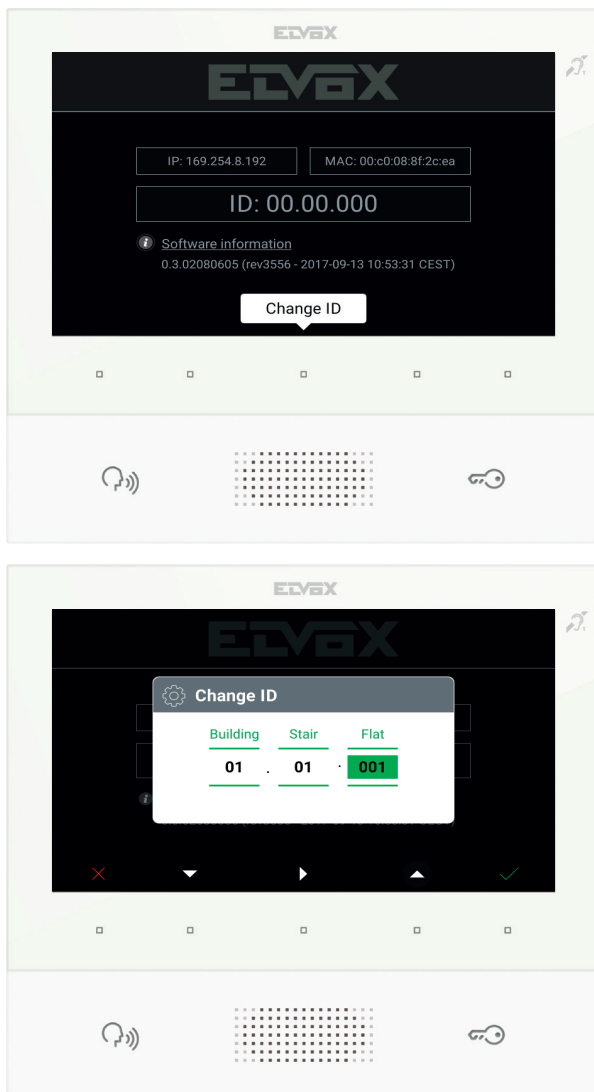 ELVOX
ELVOX
IP: 169.254.8.192 MAC: 00:c0:08:8f:2c:ea
ID: 00.00.000
Software information
0.3.02080605 (rev3556 - 2017-09-13 10:53:31 CEST)
Change ID
ELVOX
ELVOX
Change ID
Building Stair Flat
01 . 01 . 001